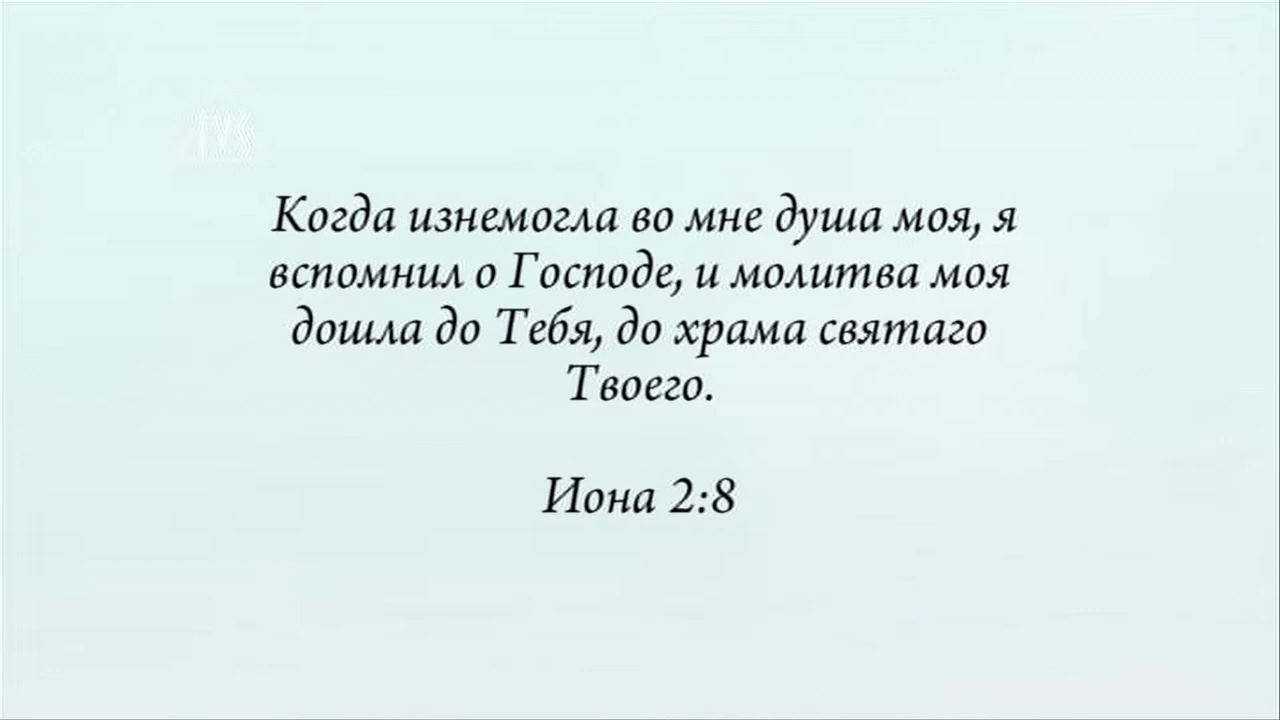 TV3
Когда изнемогла во мне душа моя, я
вспомнил о Господе, и молитва моя
дошла до Тебя, до храма святаго
Твоего.
Иона 2:8